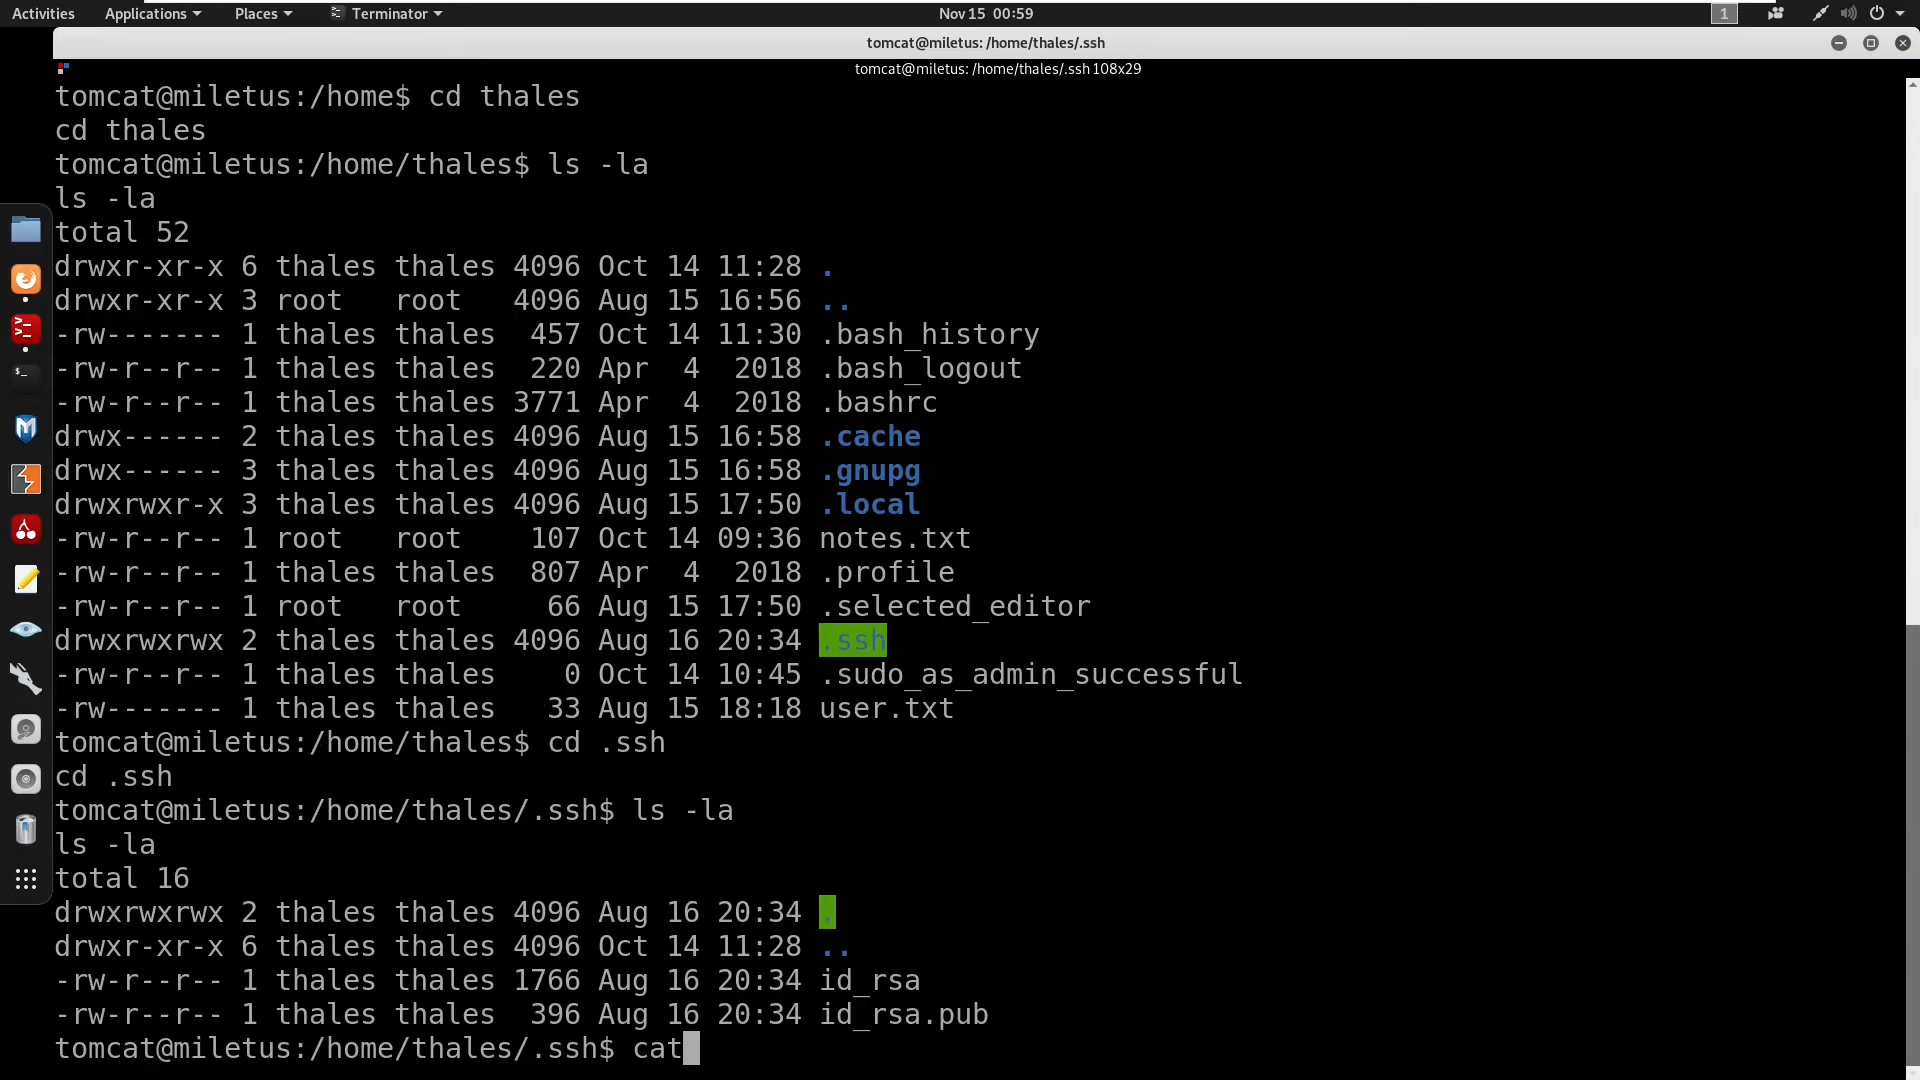 Activities Applications Places Terminator Nov 15 00:59 1
tomcat@miletus: /home/thales/.ssh
tomcat@miletus: /home/thales/.ssh 108x29
tomcat@miletus:/home$ cd thales
cd thales
tomcat@miletus:/home/thales$ ls -la
ls -la
total 52
drwxr-xr-x 6 thales thales 4096 Oct 14 11:28 .
drwxr-xr-x 3 root   root   4096 Aug 15 16:56 ..
-rw------- 1 thales thales  457 Oct 14 11:30 .bash_history
-rw-r--r-- 1 thales thales  220 Apr  4  2018 .bash_logout
-rw-r--r-- 1 thales thales 3771 Apr  4  2018 .bashrc
drwx------ 2 thales thales 4096 Aug 15 16:58 .cache
drwx------ 3 thales thales 4096 Aug 15 16:58 .gnupg
drwxrwxr-x 3 thales thales 4096 Aug 15 17:50 .local
-rw-r--r-- 1 root   root    107 Oct 14 09:36 notes.txt
-rw-r--r-- 1 thales thales  807 Apr  4  2018 .profile
-rw-r--r-- 1 root   root     66 Aug 15 17:50 .selected_editor
drwxrwxrwx 2 thales thales 4096 Aug 16 20:34 .ssh
-rw-r--r-- 1 thales thales    0 Oct 14 10:45 .sudo_as_admin_successful
-rw------- 1 thales thales   33 Aug 15 18:18 user.txt
tomcat@miletus:/home/thales$ cd .ssh
cd .ssh
tomcat@miletus:/home/thales/.ssh$ ls -la
ls -la
total 16
drwxrwxrwx 2 thales thales 4096 Aug 16 20:34 .
drwxr-xr-x 6 thales thales 4096 Oct 14 11:28 ..
-rw-r--r-- 1 thales thales 1766 Aug 16 20:34 id_rsa
-rw-r--r-- 1 thales thales  396 Aug 16 20:34 id_rsa.pub
tomcat@miletus:/home/thales/.ssh$ cat